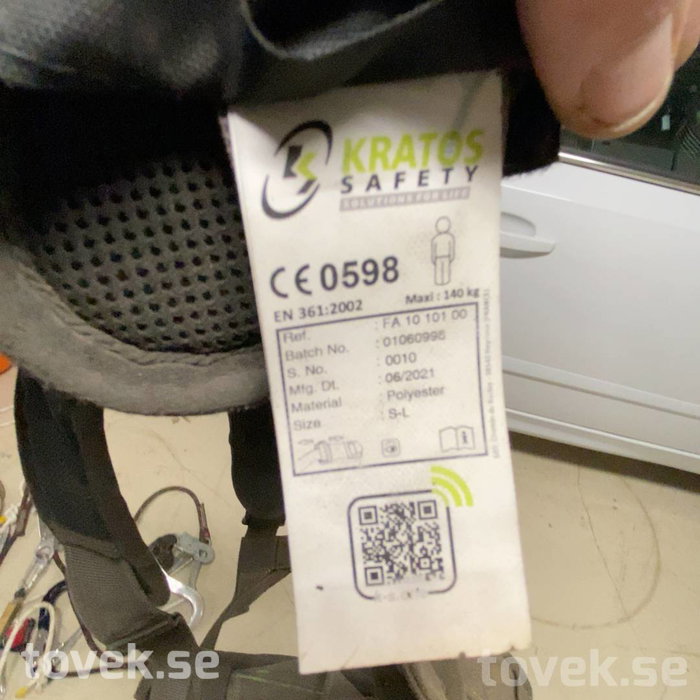 KRATOS
SAFETY
SOLUTIONS FOR LIFE
CE 0598
EN 361:2002
Maxi : 140 kg
Ref. : FA 10 101 00
Batch No. : 01060995
S. No. : 0010
Mfg. Dt. : 06/2021
Material : Polyester
Size : S-L
tovek.se
tovek.se